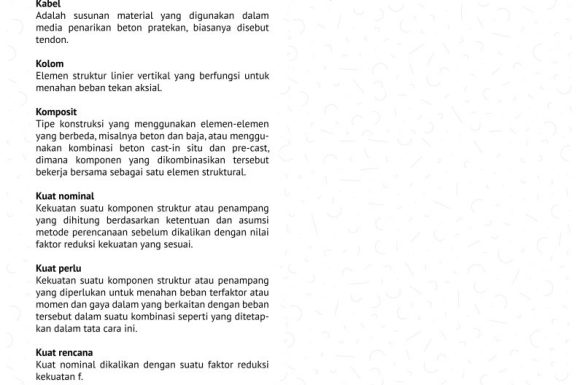 Kabel
Adalah susunan material yang digunakan dalam
media penarikan beton pratekan, biasanya disebut
tendon.
Kolom
Elemen struktur linier vertikal yang berfungsi untuk
menahan beban tekan aksial.
Komposit
Tipe konstruksi yang menggunakan elemen-elemen
yang berbeda, misalnya beton dan baja, atau menggu-
nakan kombinasi beton cast-in situ dan pre-cast,
dimana komponen yang dikombinasikan tersebut
bekerja bersama sebagai satu elemen struktural.
Kuat nominal
Kekuatan suatu komponen struktur atau penampang
yang dihitung berdasarkan ketentuan dan asumsi
metode perencanaan sebelum dikalikan dengan nilai
faktor reduksi kekuatan yang sesuai.
Kuat perlu
Kekuatan suatu komponen struktur atau penampang
yang diperlukan untuk menahan beban terfaktor atau
momen dan gaya dalam yang berkaitan dengan beban
tersebut dalam suatu kombinasi seperti yang ditetap-
kan dalam tata cara ini.
Kuat rencana
Kuat nominal dikalikan dengan suatu faktor reduksi
kekuatan f.